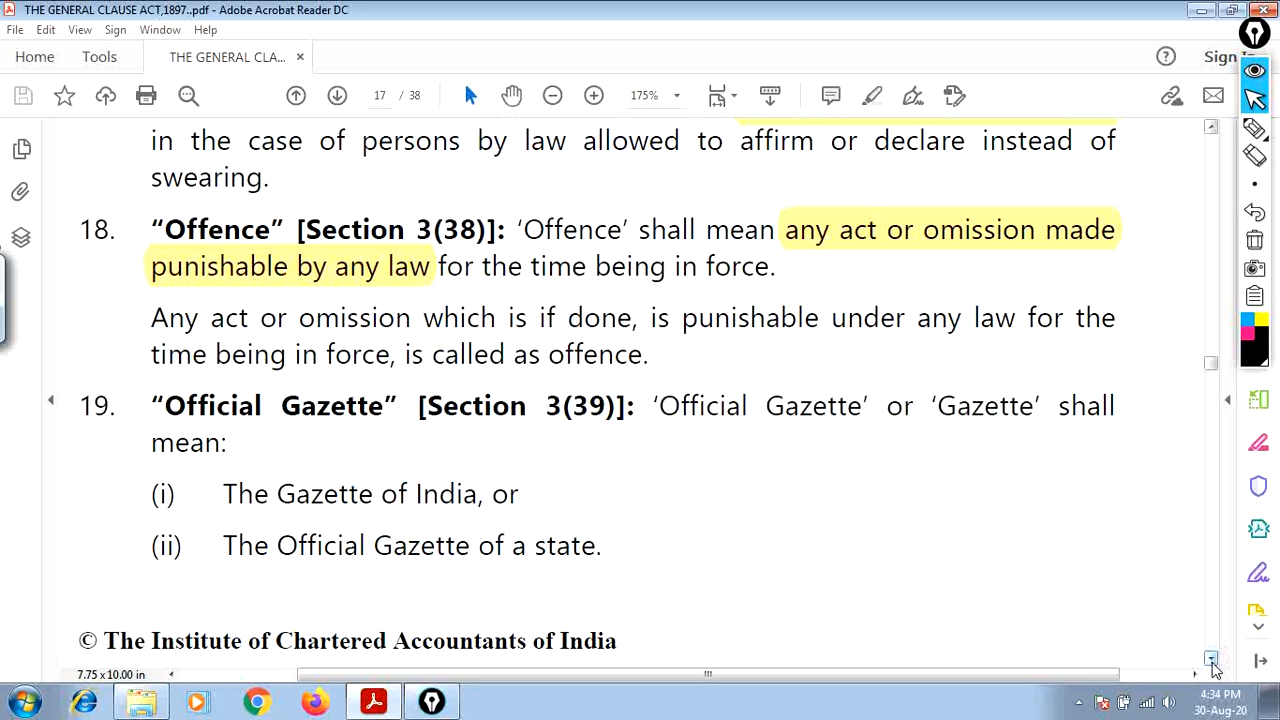 THE GENERAL CLAUSE ACT,1897..pdf - Adobe Acrobat Reader DC
File Edit View Sign Window Help
Home Tools THE GENERAL CLA... × Sign In
17 / 38 175%
in the case of persons by law allowed to affirm or declare instead of
swearing.
18. “Offence” [Section 3(38)]: ‘Offence’ shall mean any act or omission made
punishable by any law for the time being in force.
Any act or omission which is if done, is punishable under any law for the
time being in force, is called as offence.
19. “Official Gazette” [Section 3(39)]: ‘Official Gazette’ or ‘Gazette’ shall
mean:
(i) The Gazette of India, or
(ii) The Official Gazette of a state.
© The Institute of Chartered Accountants of India
7.75 x 10.00 in
4:34 PM
30-Aug-20